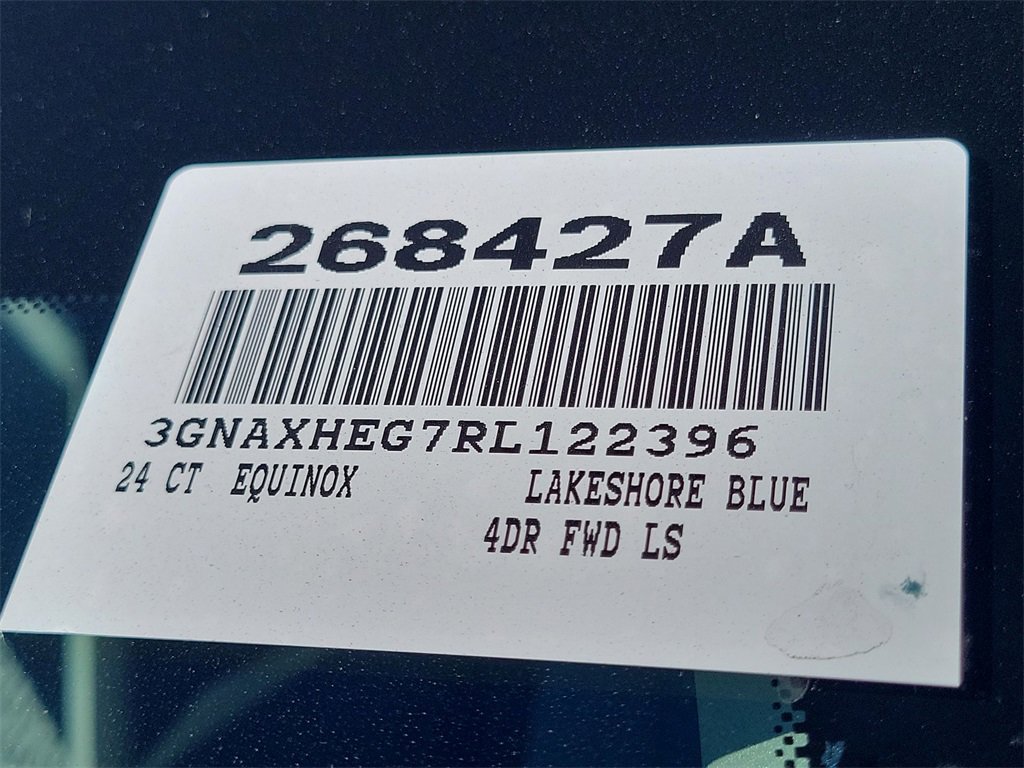 268427A
3GNAXHEG7RL122396
24 CT EQUINOX LAKESHORE BLUE
4DR FWD LS